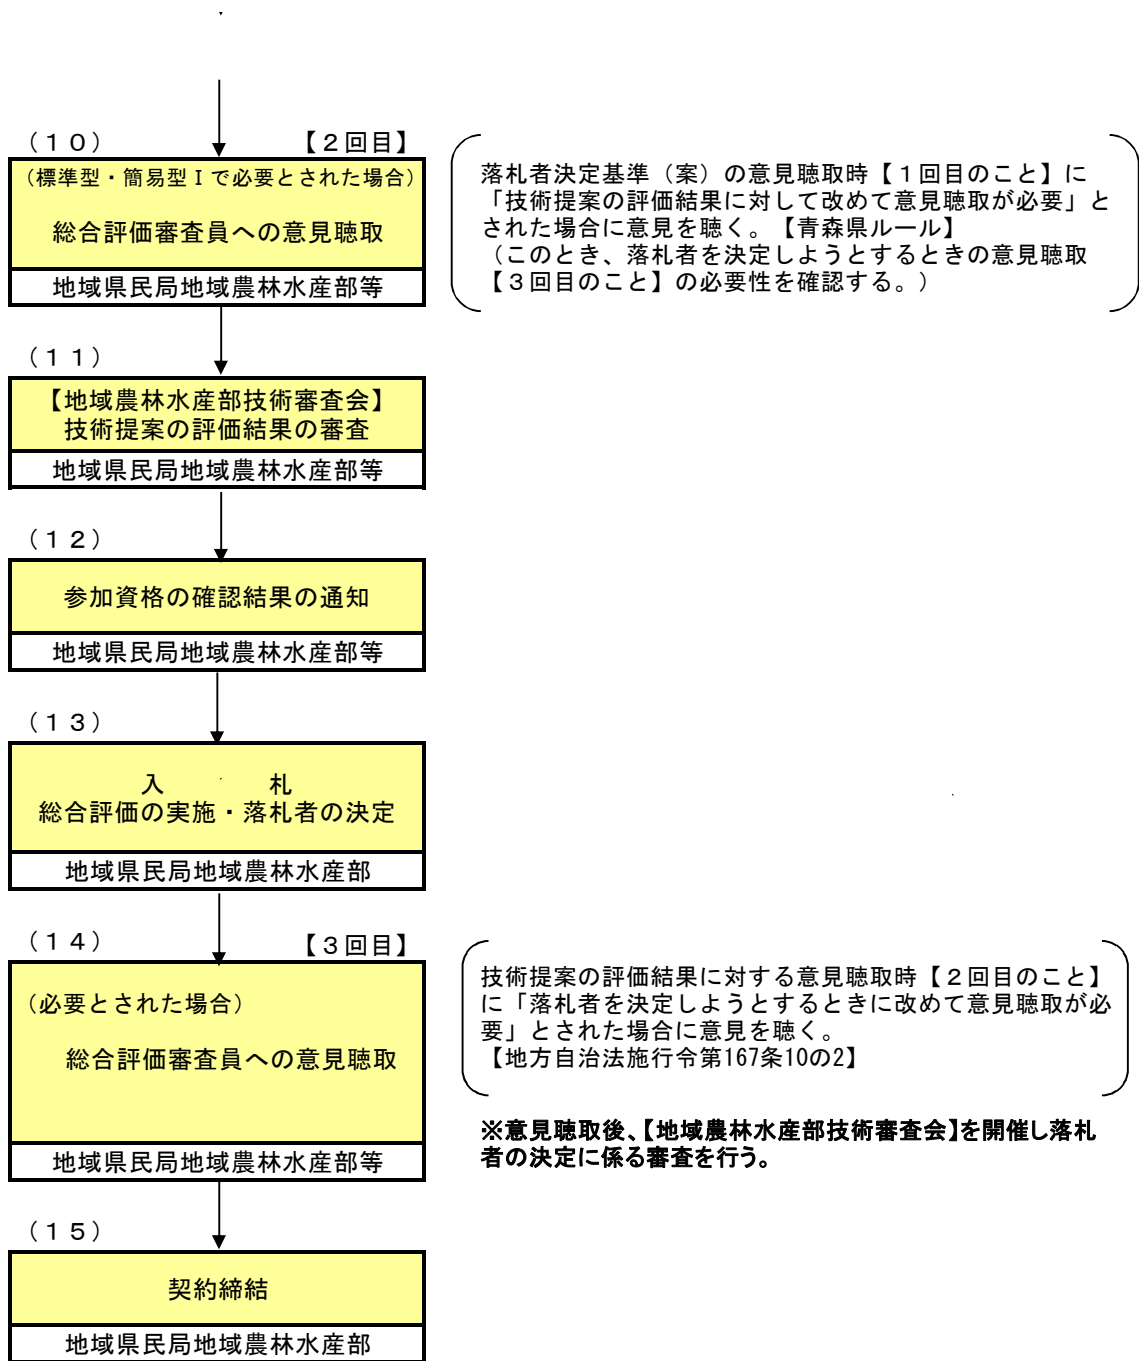 （１０）　【２回目】
（標準型・簡易型Ⅰで必要とされた場合）
総合評価審査員への意見聴取
地域県民局地域農林水産部等
落札者決定基準（案）の意見聴取時【１回目のこと】に
「技術提案の評価結果に対して改めて意見聴取が必要」と
された場合に意見を聴く。【青森県ルール】
（このとき、落札者を決定しようとするときの意見聴取
【３回目のこと】の必要性を確認する。）
（１１）
【地域農林水産部技術審査会】
技術提案の評価結果の審査
地域県民局地域農林水産部等
（１２）
参加資格の確認結果の通知
地域県民局地域農林水産部等
（１３）
入　札
総合評価の実施・落札者の決定
地域県民局地域農林水産部
（１４）　【３回目】
（必要とされた場合）
総合評価審査員への意見聴取
地域県民局地域農林水産部等
技術提案の評価結果に対する意見聴取時【２回目のこと】
に「落札者を決定しようとするときに改めて意見聴取が必
要」とされた場合に意見を聴く。
【地方自治法施行令第167条10の2】
※意見聴取後、【地域農林水産部技術審査会】を開催し落札
者の決定に係る審査を行う。
（１５）
契約締結
地域県民局地域農林水産部